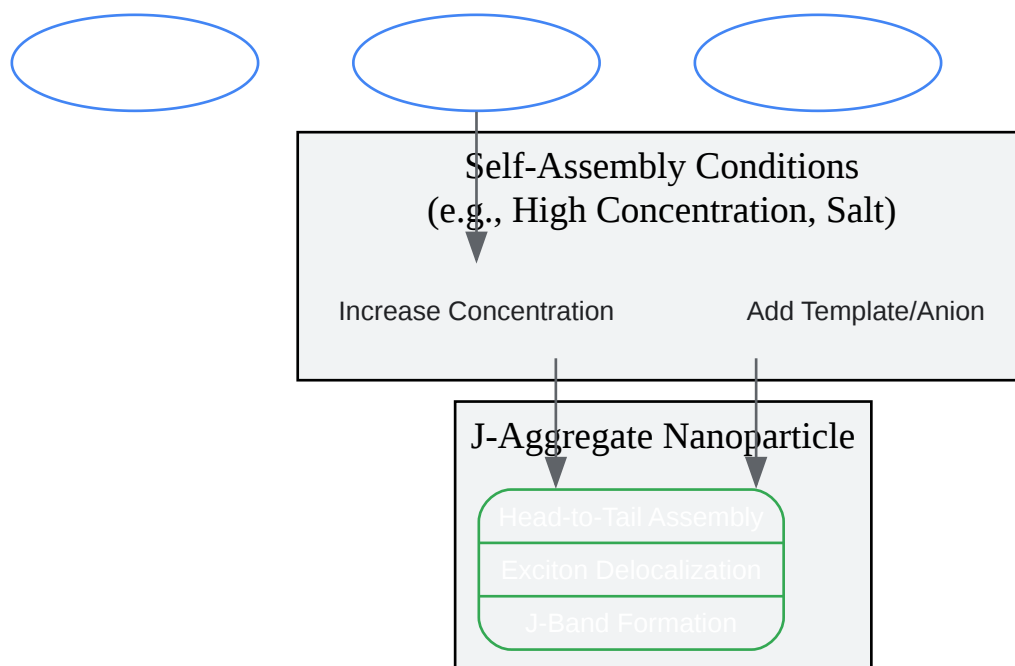 Self-Assembly Conditions
(e.g., High Concentration, Salt)
Increase Concentration
Add Template/Anion
J-Aggregate Nanoparticle
Head-to-Tail Assembly
Exciton Delocalization
J-Band Formation